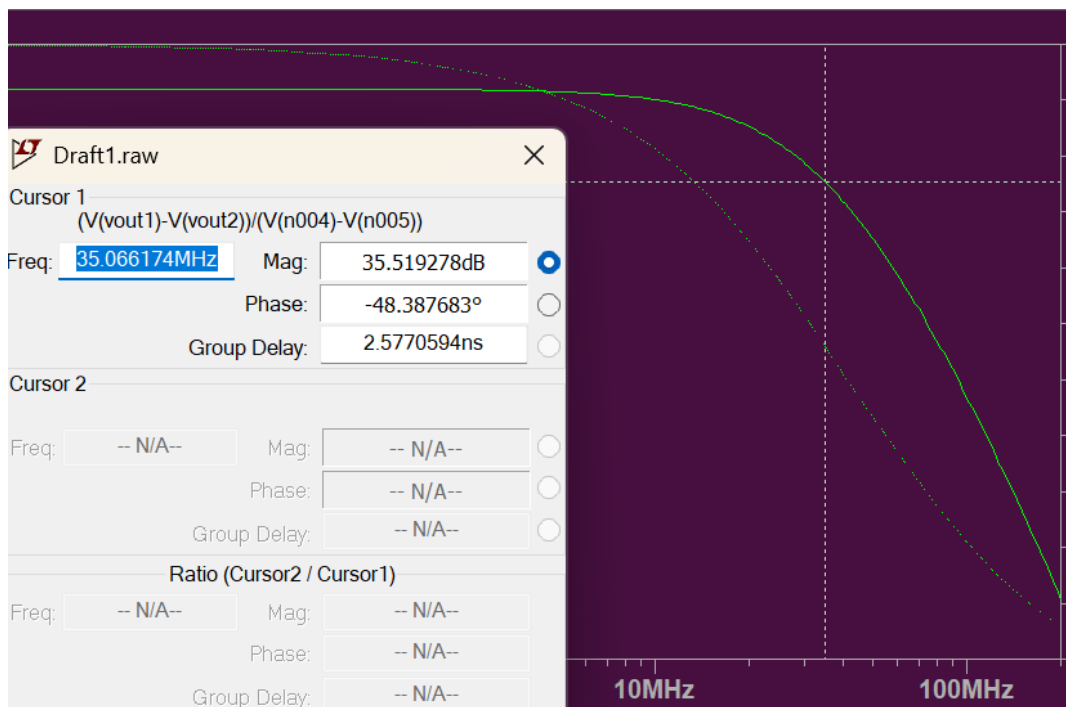 Draft1.raw
Cursor 1
(V(vout1)-V(vout2))/(V(n004)-V(n005))
Freq: 35.066174MHz Mag: 35.519278dB
Phase: -48.387683°
Group Delay: 2.5770594ns
Cursor 2
Freq: -- N/A-- Mag: -- N/A--
Phase: -- N/A--
Group Delay: -- N/A--
Ratio (Cursor2 / Cursor1)
Freq: -- N/A-- Mag: -- N/A--
Phase: -- N/A--
Group Delay: -- N/A--
10MHz 100MHz